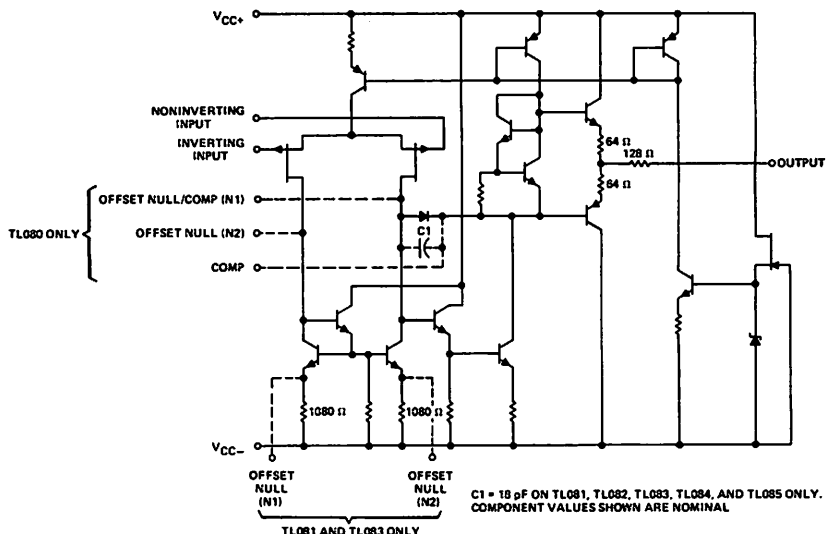 VCC+
NONINVERTING
INPUT
INVERTING
INPUT
64 Ω
128 Ω
OUTPUT
64 Ω
OFFSET NULL/COMP (N1)
TL080 ONLY
OFFSET NULL (N2)
C1
COMP
1080 Ω
1080 Ω
VCC−
OFFSET
NULL
(N1)
OFFSET
NULL
(N2)
TL081 AND TL083 ONLY
C1 = 18 pF ON TL081, TL082, TL083, TL084, AND TL085 ONLY.
COMPONENT VALUES SHOWN ARE NOMINAL